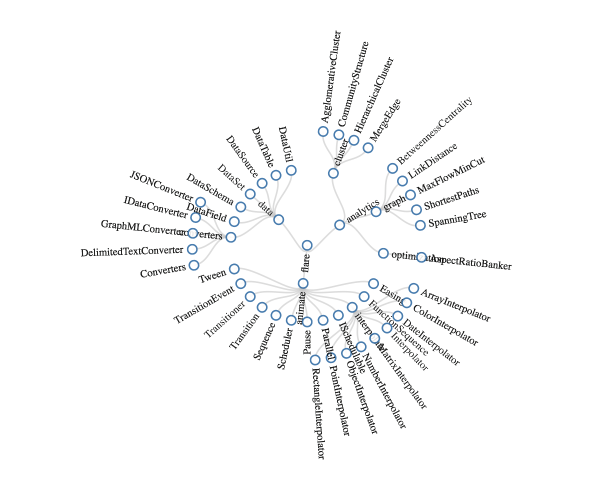 AgglomerativeCluster
CommunityStructure
HierarchicalCluster
MergeEdge
cluster
BetweennessCentrality
LinkDistance
MaxFlowMinCut
ShortestPaths
SpanningTree
graph
analytics
AspectRatioBanker
flare
DataUtil
DataTable
DataSource
DataSet
DataSchema
DataField
data
JSONConverter
IDataConverter
GraphMLConverter
DelimitedTextConverter
Converters
converters
Tween
TransitionEvent
Transitioner
Transition
Sequence
Scheduler
animate
Pause
Parallel
ISchedulable
FunctionSequence
Easing
ArrayInterpolator
ColorInterpolator
DateInterpolator
Interpolator
MatrixInterpolator
NumberInterpolator
ObjectInterpolator
PointInterpolator
RectangleInterpolator